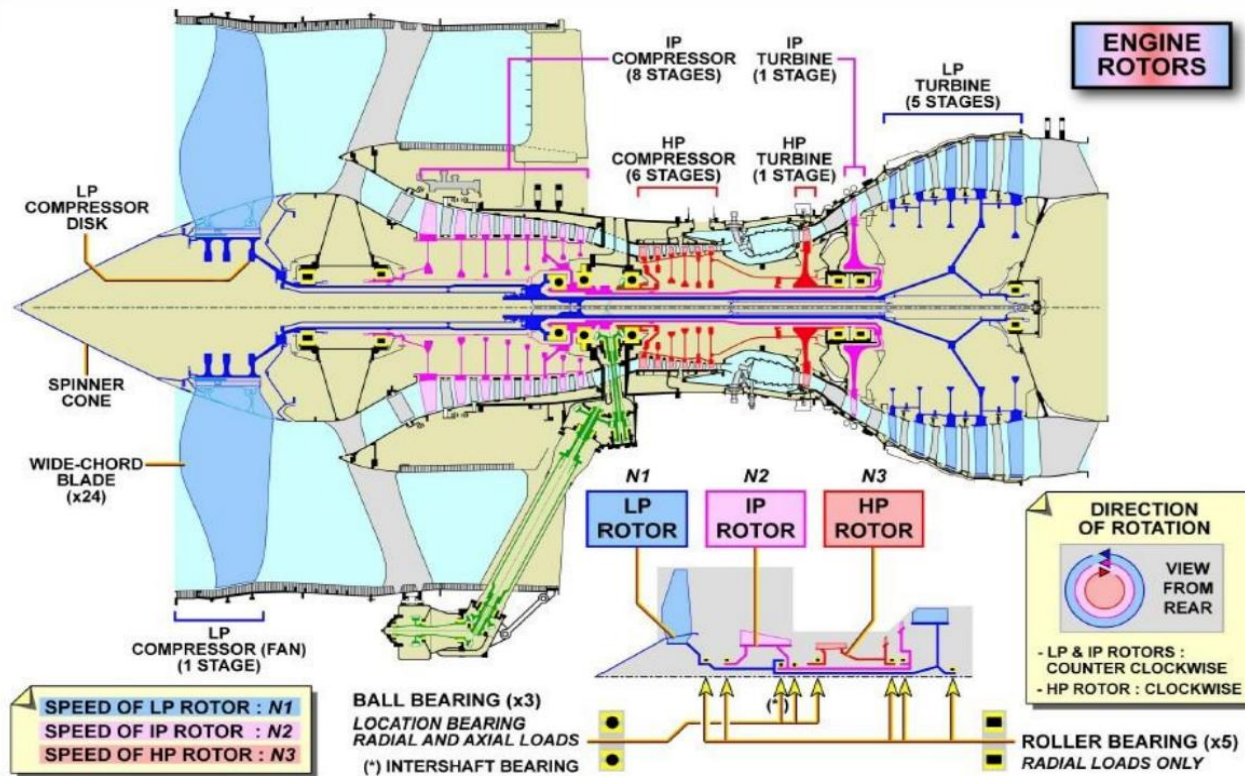 IP
COMPRESSOR
(8 STAGES)
IP
TURBINE
(1 STAGE)
LP
TURBINE
(5 STAGES)
ENGINE
ROTORS
HP
COMPRESSOR
(6 STAGES)
HP
TURBINE
(1 STAGE)
LP
COMPRESSOR
DISK
SPINNER
CONE
WIDE-CHORD
BLADE
(x24)
LP
COMPRESSOR (FAN)
(1 STAGE)
N1
LP
ROTOR
N2
IP
ROTOR
N3
HP
ROTOR
DIRECTION
OF ROTATION
VIEW
FROM
REAR
- LP & IP ROTORS :
COUNTER CLOCKWISE
- HP ROTOR : CLOCKWISE
SPEED OF LP ROTOR : N1
SPEED OF IP ROTOR : N2
SPEED OF HP ROTOR : N3
BALL BEARING (x3)
LOCATION BEARING
RADIAL AND AXIAL LOADS
(*) INTERSHAFT BEARING
(*)
ROLLER BEARING (x5)
RADIAL LOADS ONLY